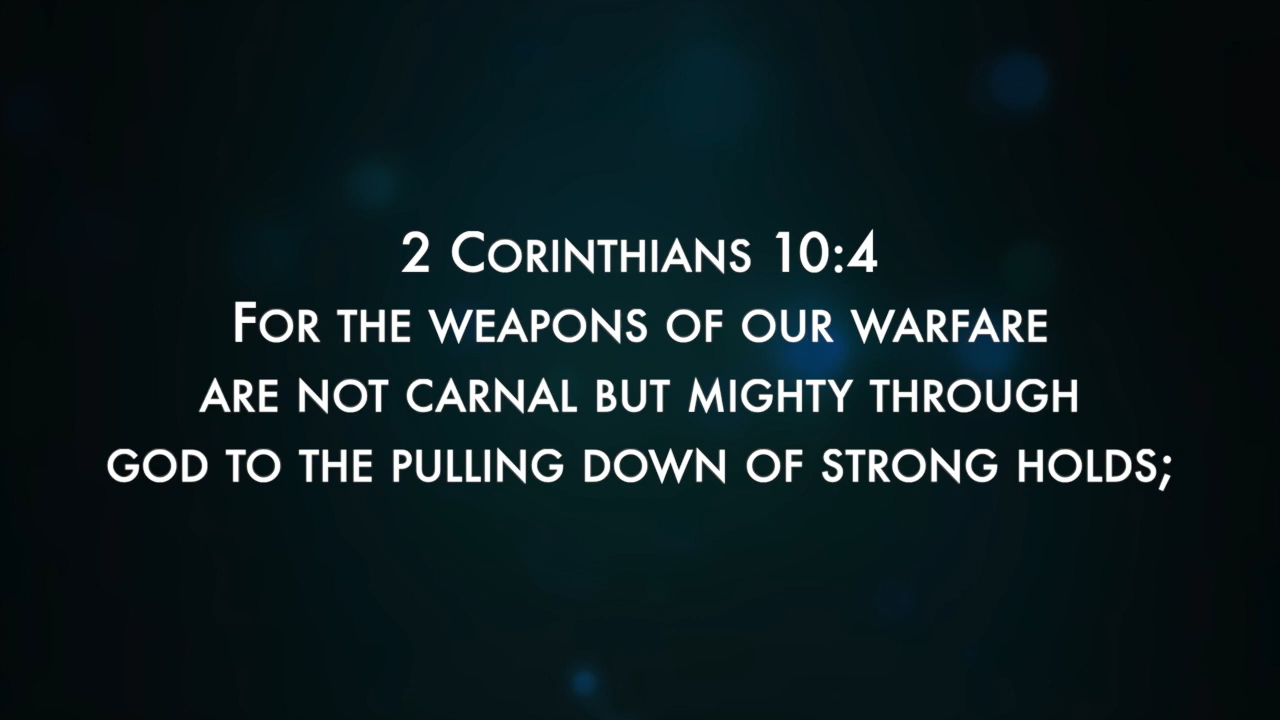 2 Corinthians 10:4
For the weapons of our warfare
are not carnal but mighty through
god to the pulling down of strong holds;